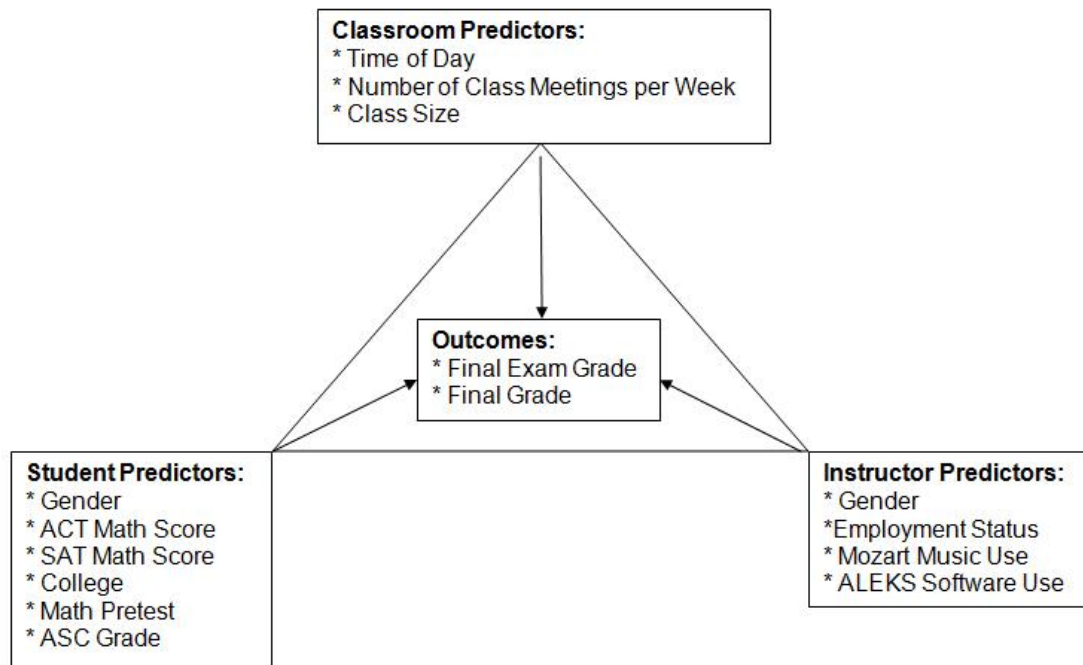 Classroom Predictors:
* Time of Day
* Number of Class Meetings per Week
* Class Size
Outcomes:
* Final Exam Grade
* Final Grade
Student Predictors:
* Gender
* ACT Math Score
* SAT Math Score
* College
* Math Pretest
* ASC Grade
Instructor Predictors:
* Gender
*Employment Status
* Mozart Music Use
* ALEKS Software Use